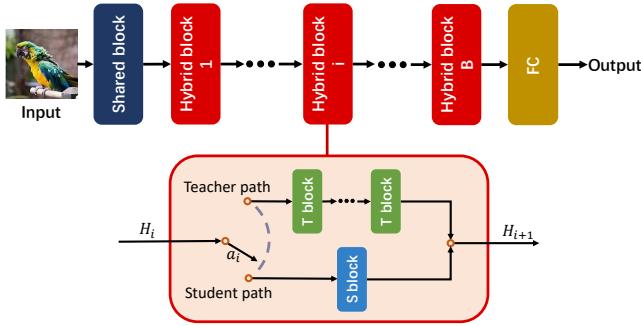 Input
Shared block
Hybrid block
1
Hybrid block
i
Hybrid block
B
FC
Output
Teacher path
T block
T block
H_i
a_i
H_{i+1}
S block
Student path